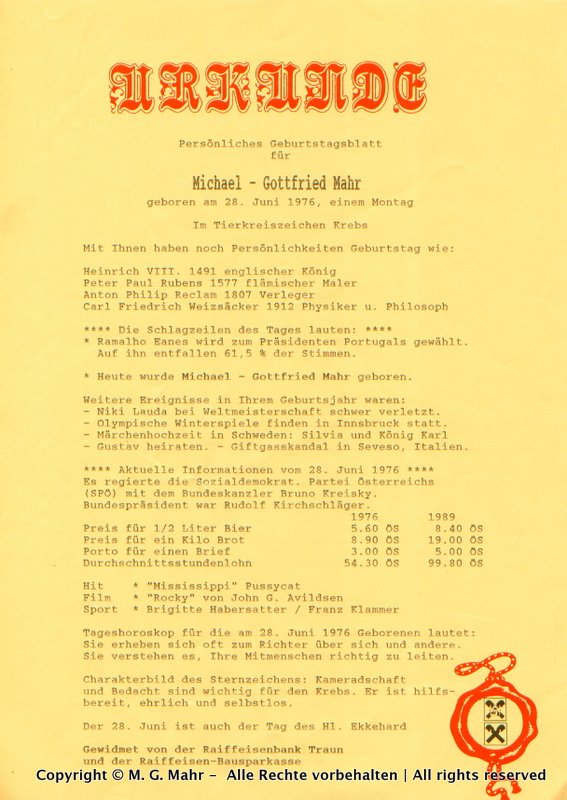 URKUNDE
Persönliches Geburtstagsblatt
für
Michael - Gottfried Mahr
geboren am 28. Juni 1976, einem Montag
Im Tierkreiszeichen Krebs
Mit Ihnen haben noch Persönlichkeiten Geburtstag wie:
Heinrich VIII. 1491 englischer König
Peter Paul Rubens 1577 flämischer Maler
Anton Philip Reclam 1807 Verleger
Carl Friedrich Weizsäcker 1912 Physiker u. Philosoph
**** Die Schlagzeilen des Tages lauten: ****
* Ramalho Eanes wird zum Präsidenten Portugals gewählt.
Auf ihn entfallen 61,5 % der Stimmen.
* Heute wurde Michael - Gottfried Mahr geboren.
Weitere Ereignisse in Ihrem Geburtsjahr waren:
- Niki Lauda bei Weltmeisterschaft schwer verletzt.
- Olympische Winterspiele finden in Innsbruck statt.
- Märchenhochzeit in Schweden: Silvia und König Karl
- Gustav heiraten. - Giftgasskandal in Seveso, Italien.
**** Aktuelle Informationen vom 28. Juni 1976 ****
Es regierte die Sozialdemokrat. Partei Österreichs
(SPÖ) mit dem Bundeskanzler Bruno Kreisky.
Bundespräsident war Rudolf Kirchschläger.
1976 1989
Preis für 1/2 Liter Bier 5.60 ÖS 8.40 ÖS
Preis für ein Kilo Brot 8.90 ÖS 19.00 ÖS
Porto für einen Brief 3.00 ÖS 5.00 ÖS
Durchschnittsstundenlohn 54.30 ÖS 99.80 ÖS
Hit * "Mississippi" Pussycat
Film * "Rocky" von John G. Avildsen
Sport * Brigitte Habersatter / Franz Klammer
Tageshoroskop für die am 28. Juni 1976 Geborenen lautet:
Sie erheben sich oft zum Richter über sich und andere.
Sie verstehen es, Ihre Mitmenschen richtig zu leiten.
Charakterbild des Sternzeichens: Kameradschaft
und Bedacht sind wichtig für den Krebs. Er ist hilfs-
bereit, ehrlich und selbstlos.
Der 28. Juni ist auch der Tag des Hl. Ekkehard
Gewidmet von der Raiffeisenbank Traun
und der Raiffeisen-Bausparkasse
Copyright © M. G. Mahr - Alle Rechte vorbehalten | All rights reserved